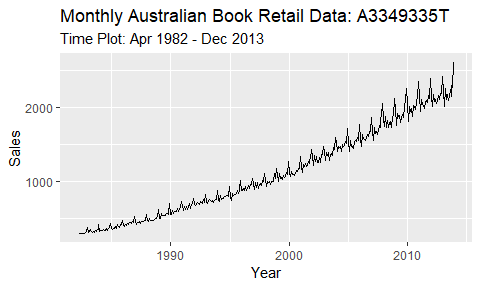 Monthly Australian Book Retail Data: A3349335T
Time Plot: Apr 1982 - Dec 2013
Sales
2000
1000
1990
2000
2010
Year